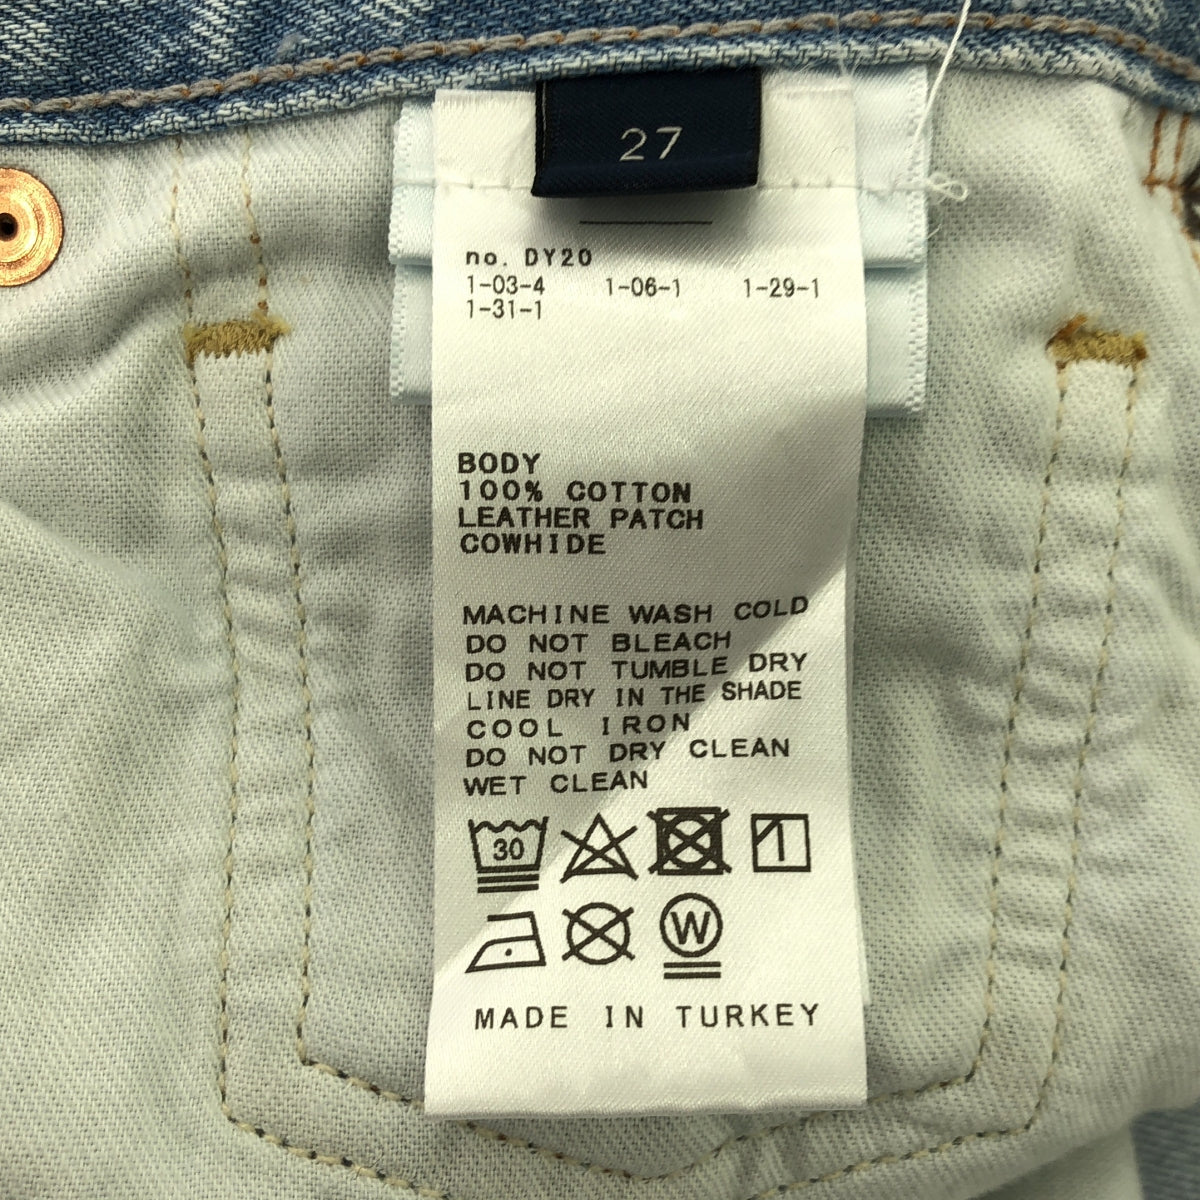 27
no. DY20
1-03-4 1-06-1 1-29-1
1-31-1
BODY
100% COTTON
LEATHER PATCH
COWHIDE
MACHINE WASH COLD
DO NOT BLEACH
DO NOT TUMBLE DRY
LINE DRY IN THE SHADE
COOL IRON
DO NOT DRY CLEAN
WET CLEAN
30
W
MADE IN TURKEY